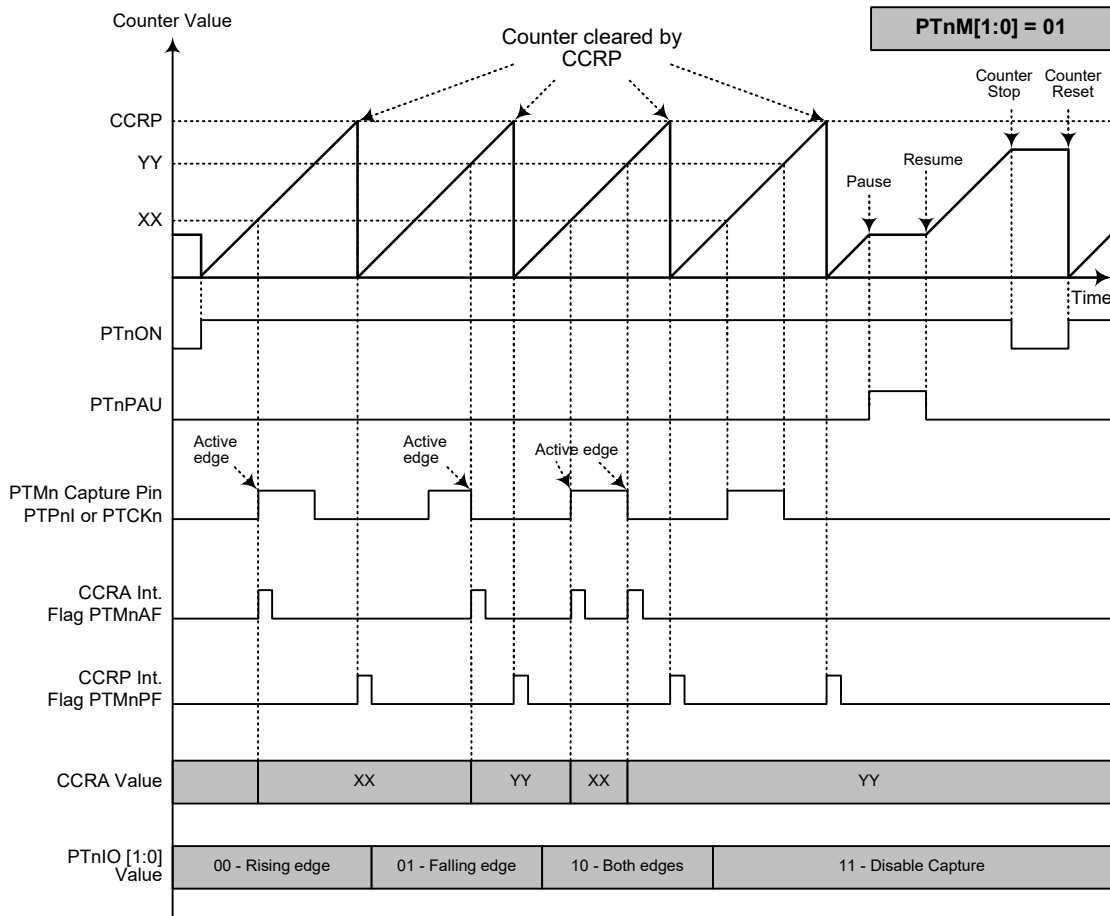 Counter Value
PTnM[1:0] = 01
Counter cleared by
CCRP
Counter
Stop
Counter
Reset
CCRP
YY
XX
Pause
Resume
Time
PTnON
PTnPAU
Active
edge
Active
edge
Active edge
PTMn Capture Pin
PTPnI or PTCKn
CCRA Int.
Flag PTMnAF
CCRP Int.
Flag PTMnPF
CCRA Value
XX
YY
XX
YY
PTnIO [1:0]
Value
00 - Rising edge
01 - Falling edge
10 - Both edges
11 - Disable Capture